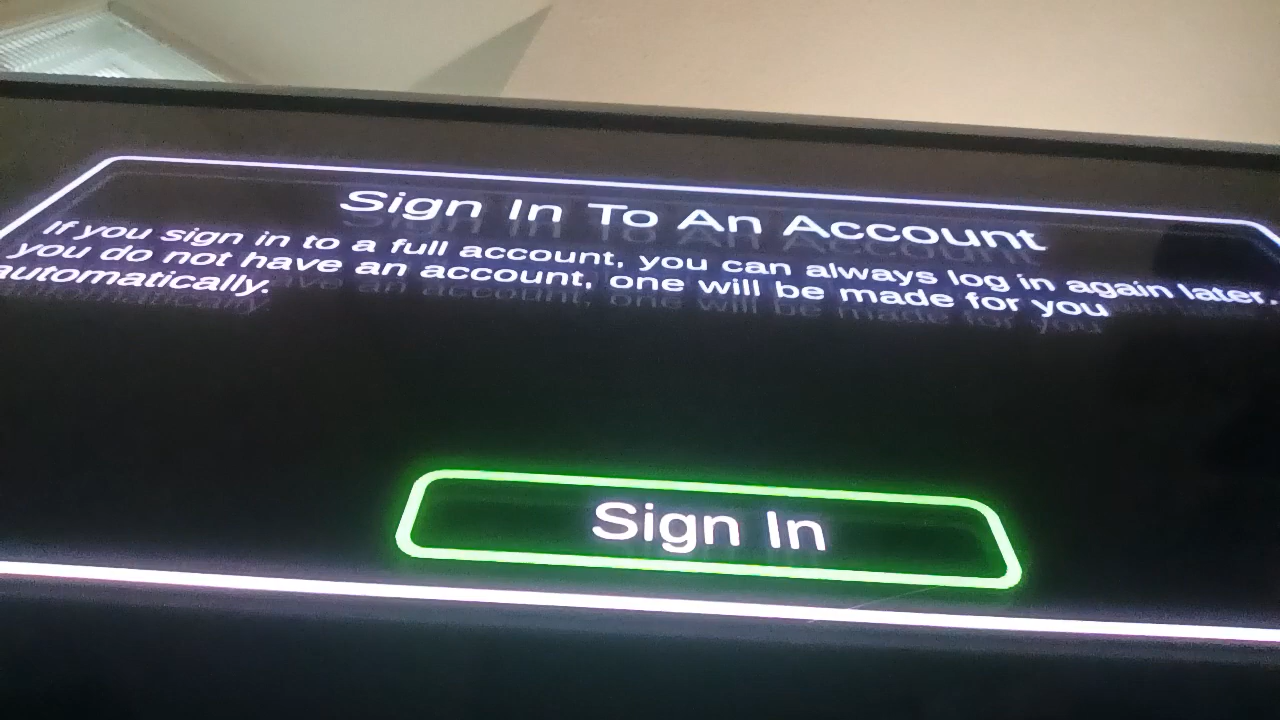 Sign In To An Account
If you sign in to a full account, you can always log in again later.
you do not have an account, one will be made for you
automatically.
Sign In